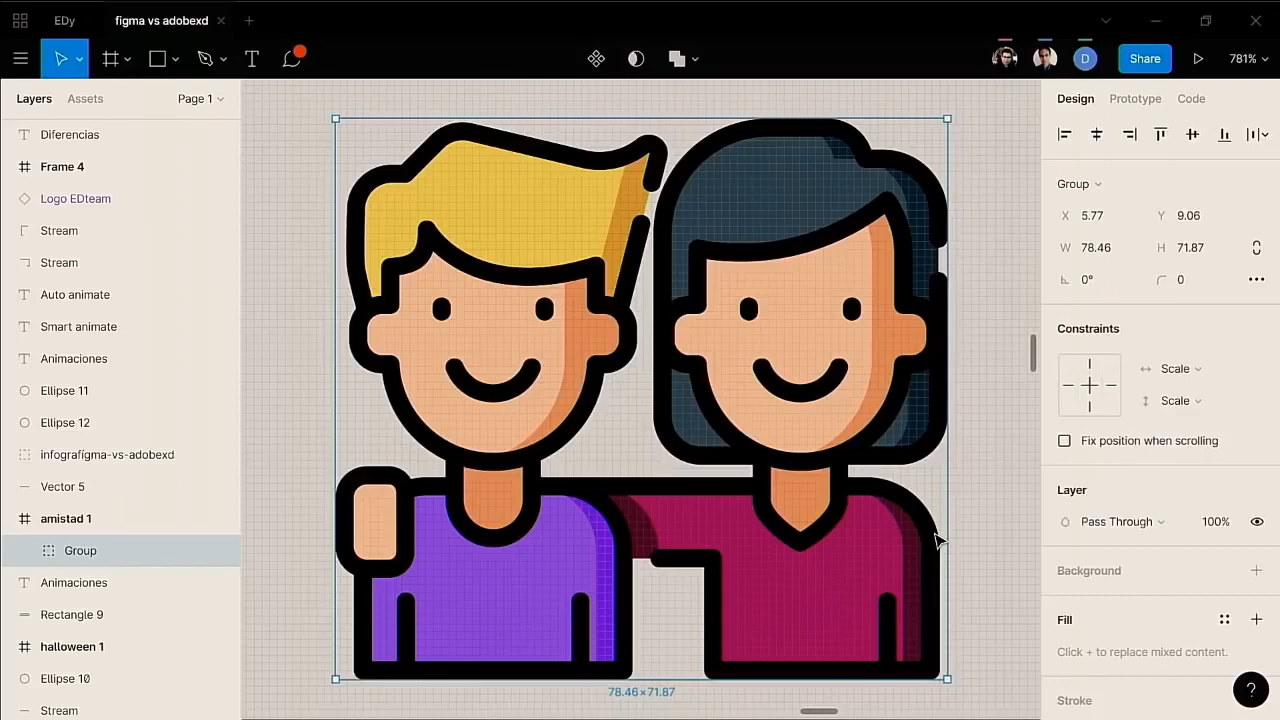 EDy
figma vs adobexd
D
Share
781%
Layers
Assets
Page 1
Diferencias
Frame 4
Logo EDteam
Stream
Stream
Auto animate
Smart animate
Animaciones
Ellipse 11
Ellipse 12
infografigma-vs-adobexd
Vector 5
amistad 1
Group
Animaciones
Rectangle 9
halloween 1
Ellipse 10
Stream
78.46×71.87
Design
Prototype
Code
Group
X 5.77 Y 9.06
W 78.46 H 71.87
0° 0
Constraints
Scale
Scale
Fix position when scrolling
Layer
Pass Through 100%
Background
Fill
Click + to replace mixed content.
Stroke
?